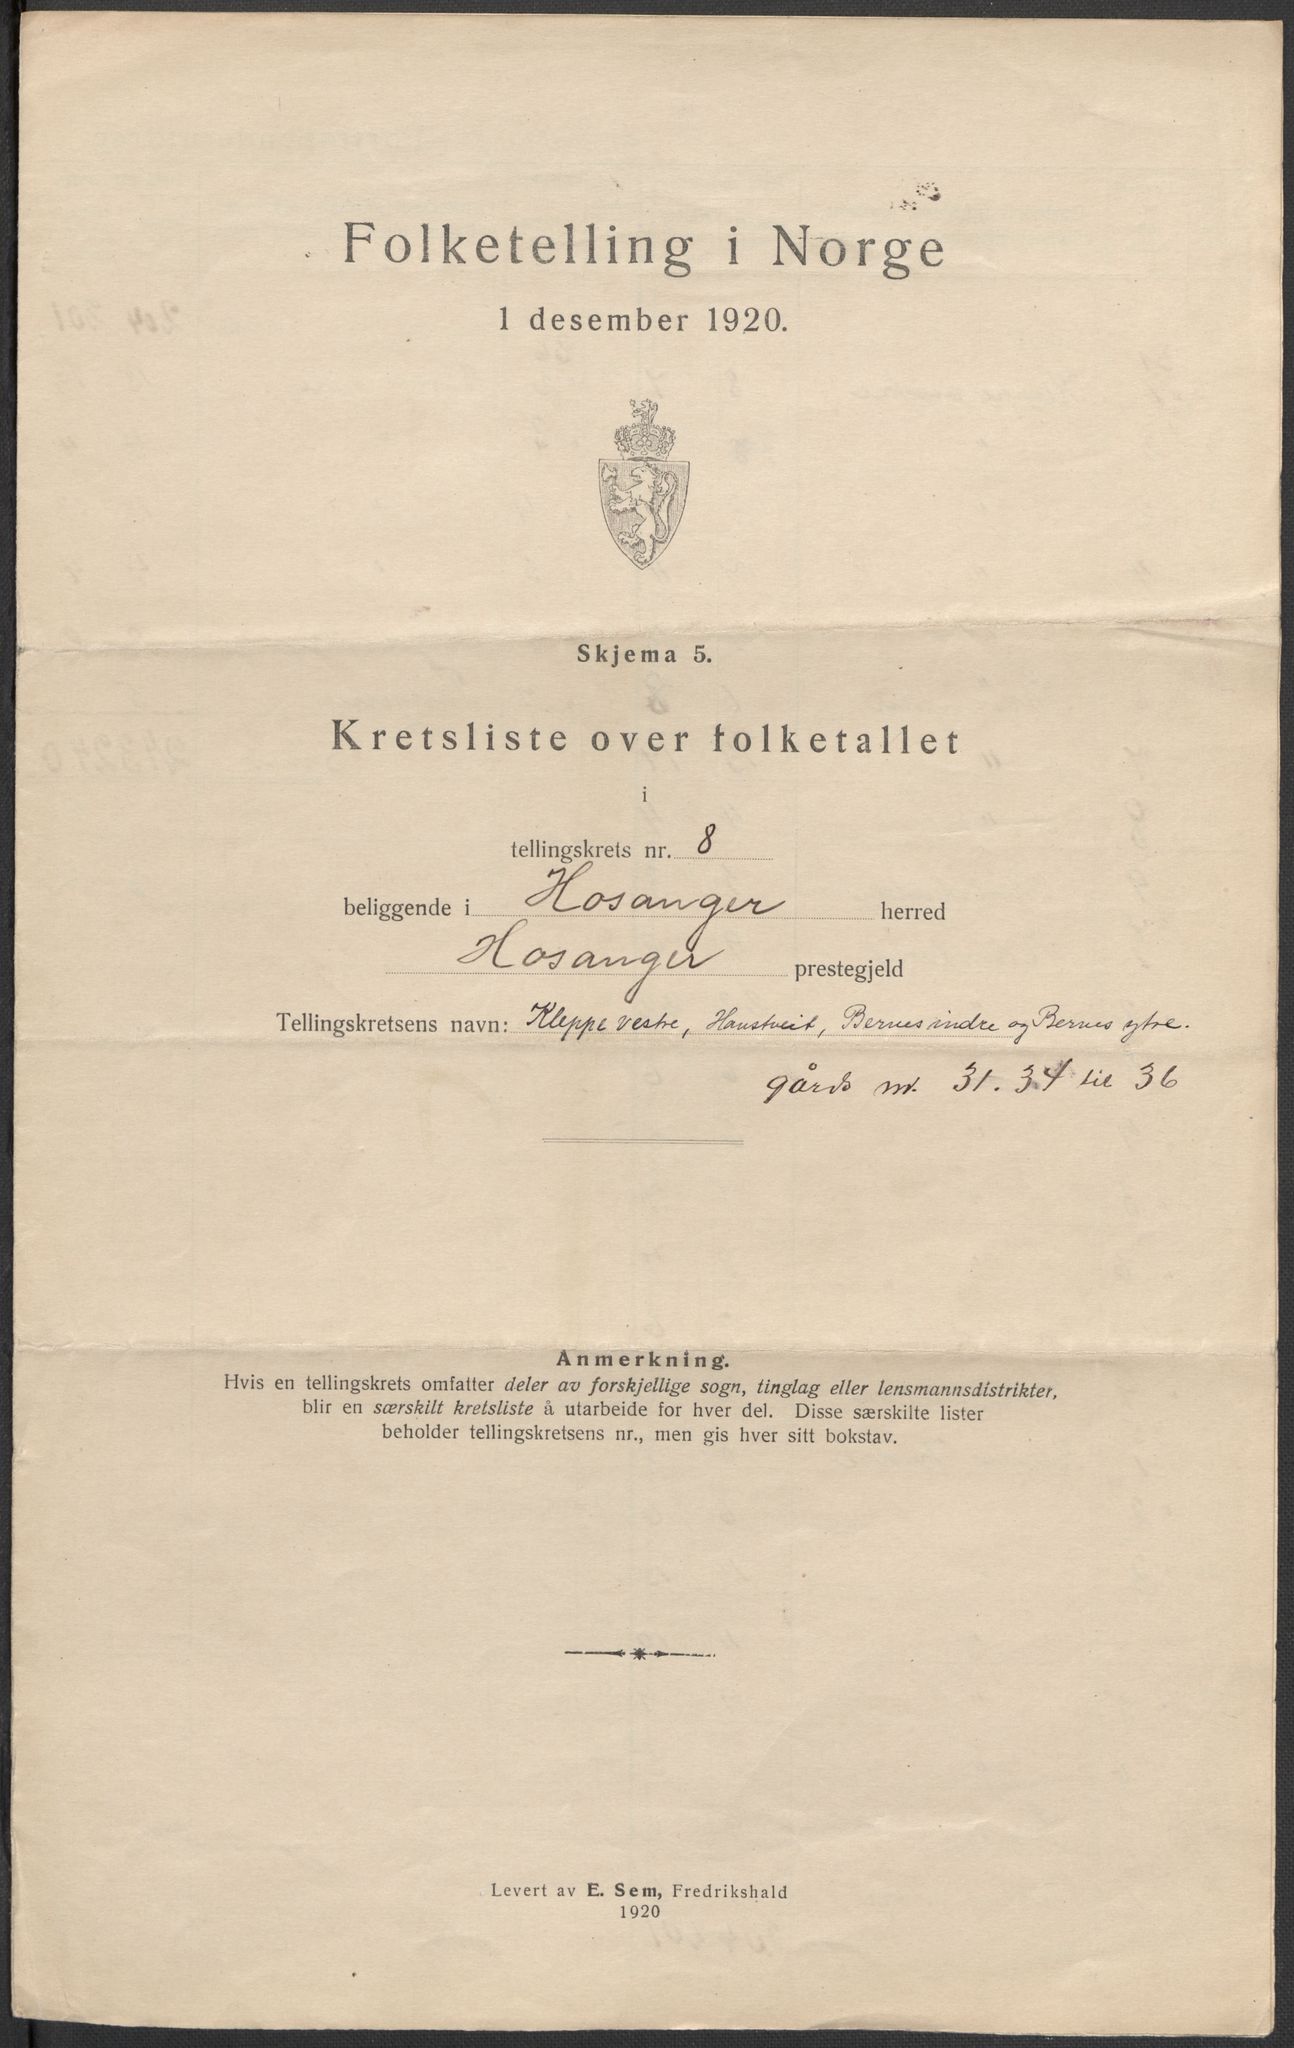 Folketelling i Norge
1 desember 1920.
Skjema 5.
Kretsliste over folketallet
i
tellingskrets nr. 8
beliggende i Hosanger herred
Hosanger prestegjeld
Tellingskretsens navn: Kleppe vestre, Haustveit, Bernes indre og Bernes ytre.
gårds nr. 31. 34 til 36
Anmerkning.
Hvis en tellingskrets omfatter deler av forskjellige sogn, tinglag eller lensmannsdistrikter,
blir en særskilt kretsliste å utarbeide for hver del. Disse særskilte lister
beholder tellingskretsens nr., men gis hver sitt bokstav.
Levert av E. Sem, Fredrikshald
1920